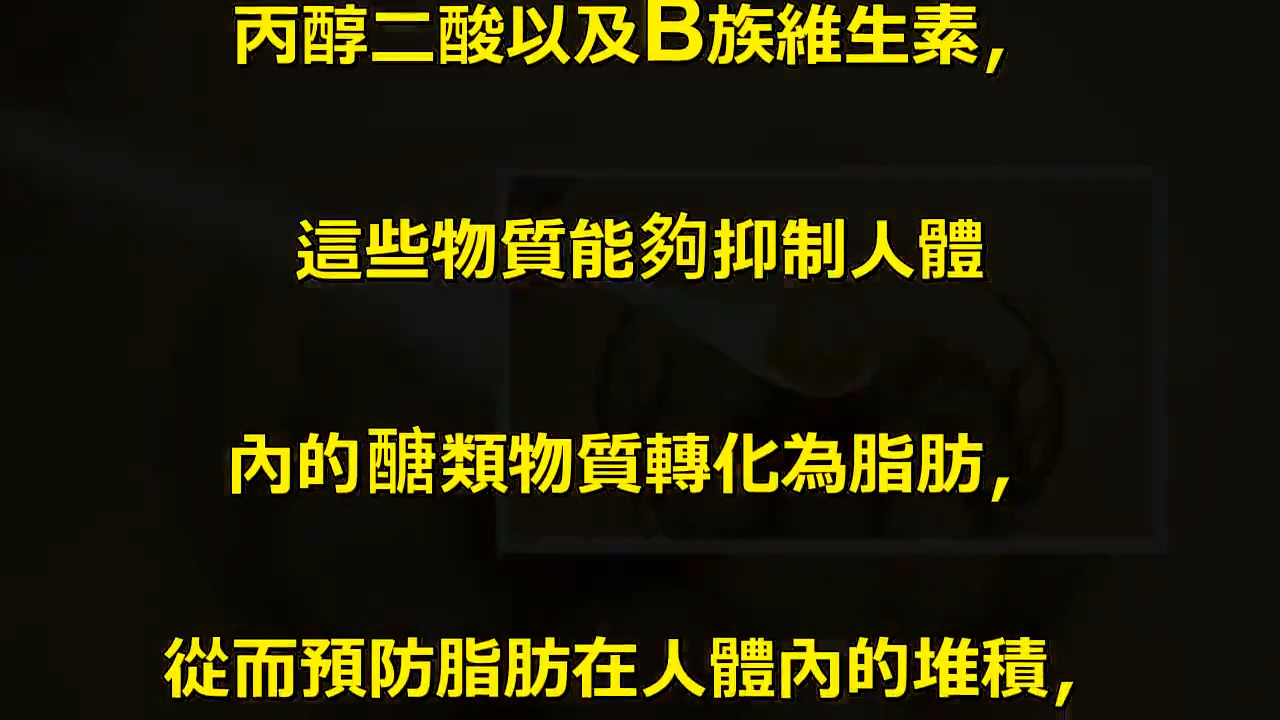 丙醇二酸以及B族維生素,
這些物質能夠抑制人體
內的醣類物質轉化為脂肪,
從而預防脂肪在人體內的堆積,